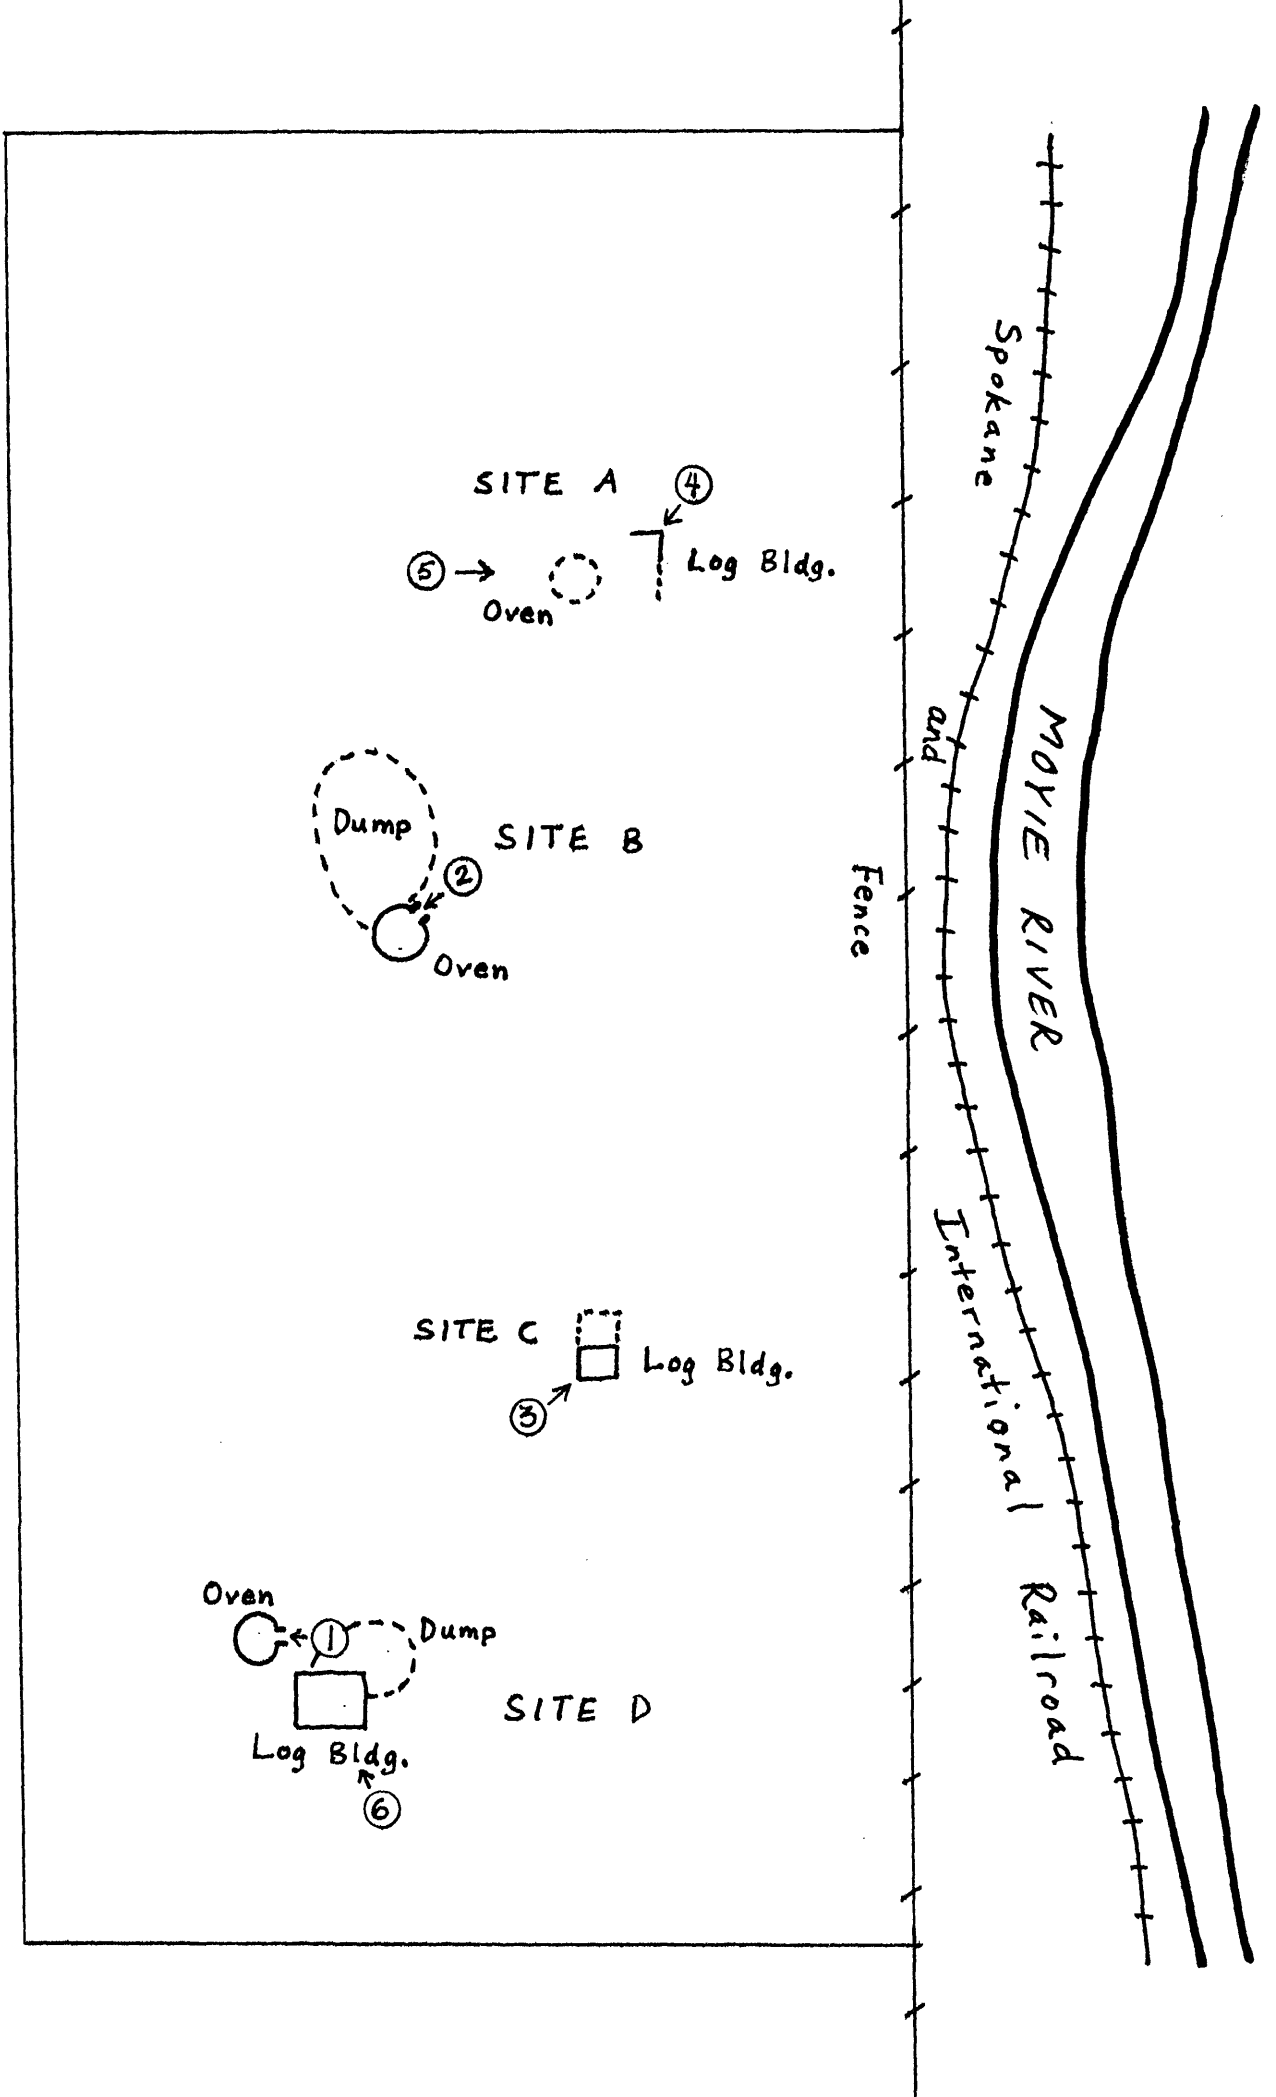 Spokane
SITE A
4
5
Log Bldg.
Oven
and
MOYIE RIVER
Dump
SITE B
2
Fence
Oven
International
SITE C
Log Bldg.
3
Railroad
Oven
1
Dump
SITE D
Log Bldg.
6